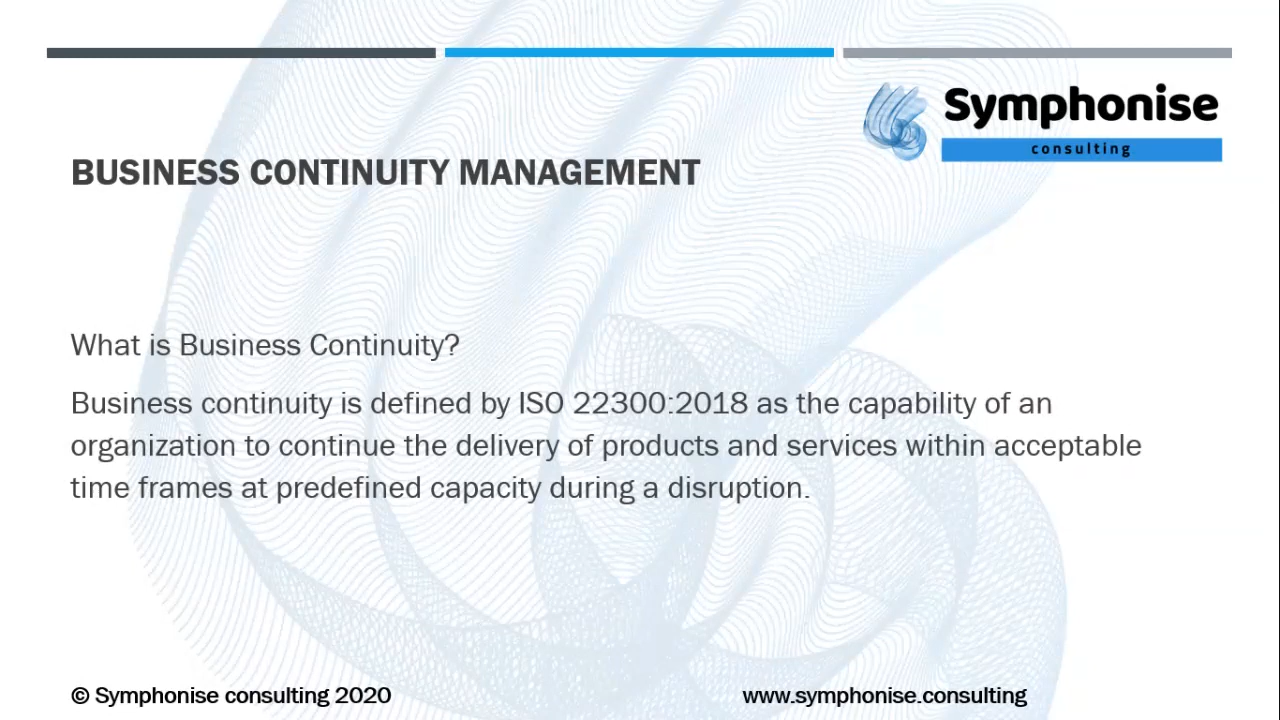 Symphonise
consulting
BUSINESS CONTINUITY MANAGEMENT
What is Business Continuity?
Business continuity is defined by ISO 22300:2018 as the capability of an
organization to continue the delivery of products and services within acceptable
time frames at predefined capacity during a disruption.
© Symphonise consulting 2020
www.symphonise.consulting